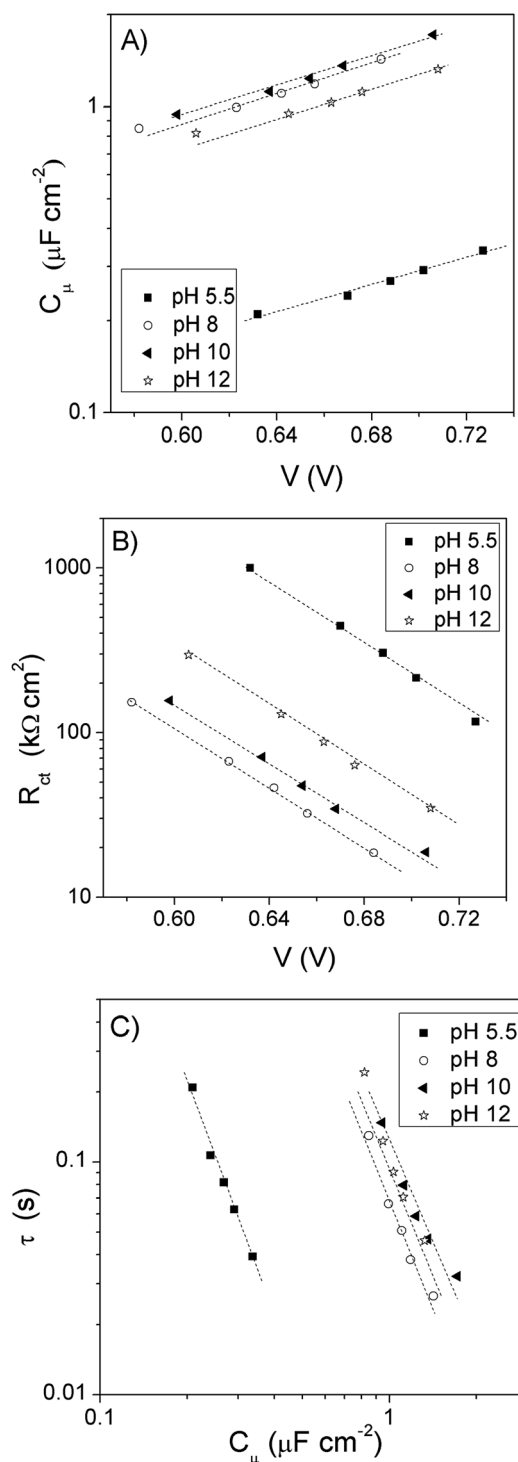 A)
1
0.1
C_μ (μF cm⁻²)
pH 5.5
pH 8
pH 10
pH 12
0.60 0.64 0.68 0.72
V (V)
B)
1000
100
10
R_ct (kΩ cm²)
pH 5.5
pH 8
pH 10
pH 12
0.60 0.64 0.68 0.72
V (V)
C)
0.1
0.01
τ (s)
pH 5.5
pH 8
pH 10
pH 12
0.1 1
C_μ (μF cm⁻²)